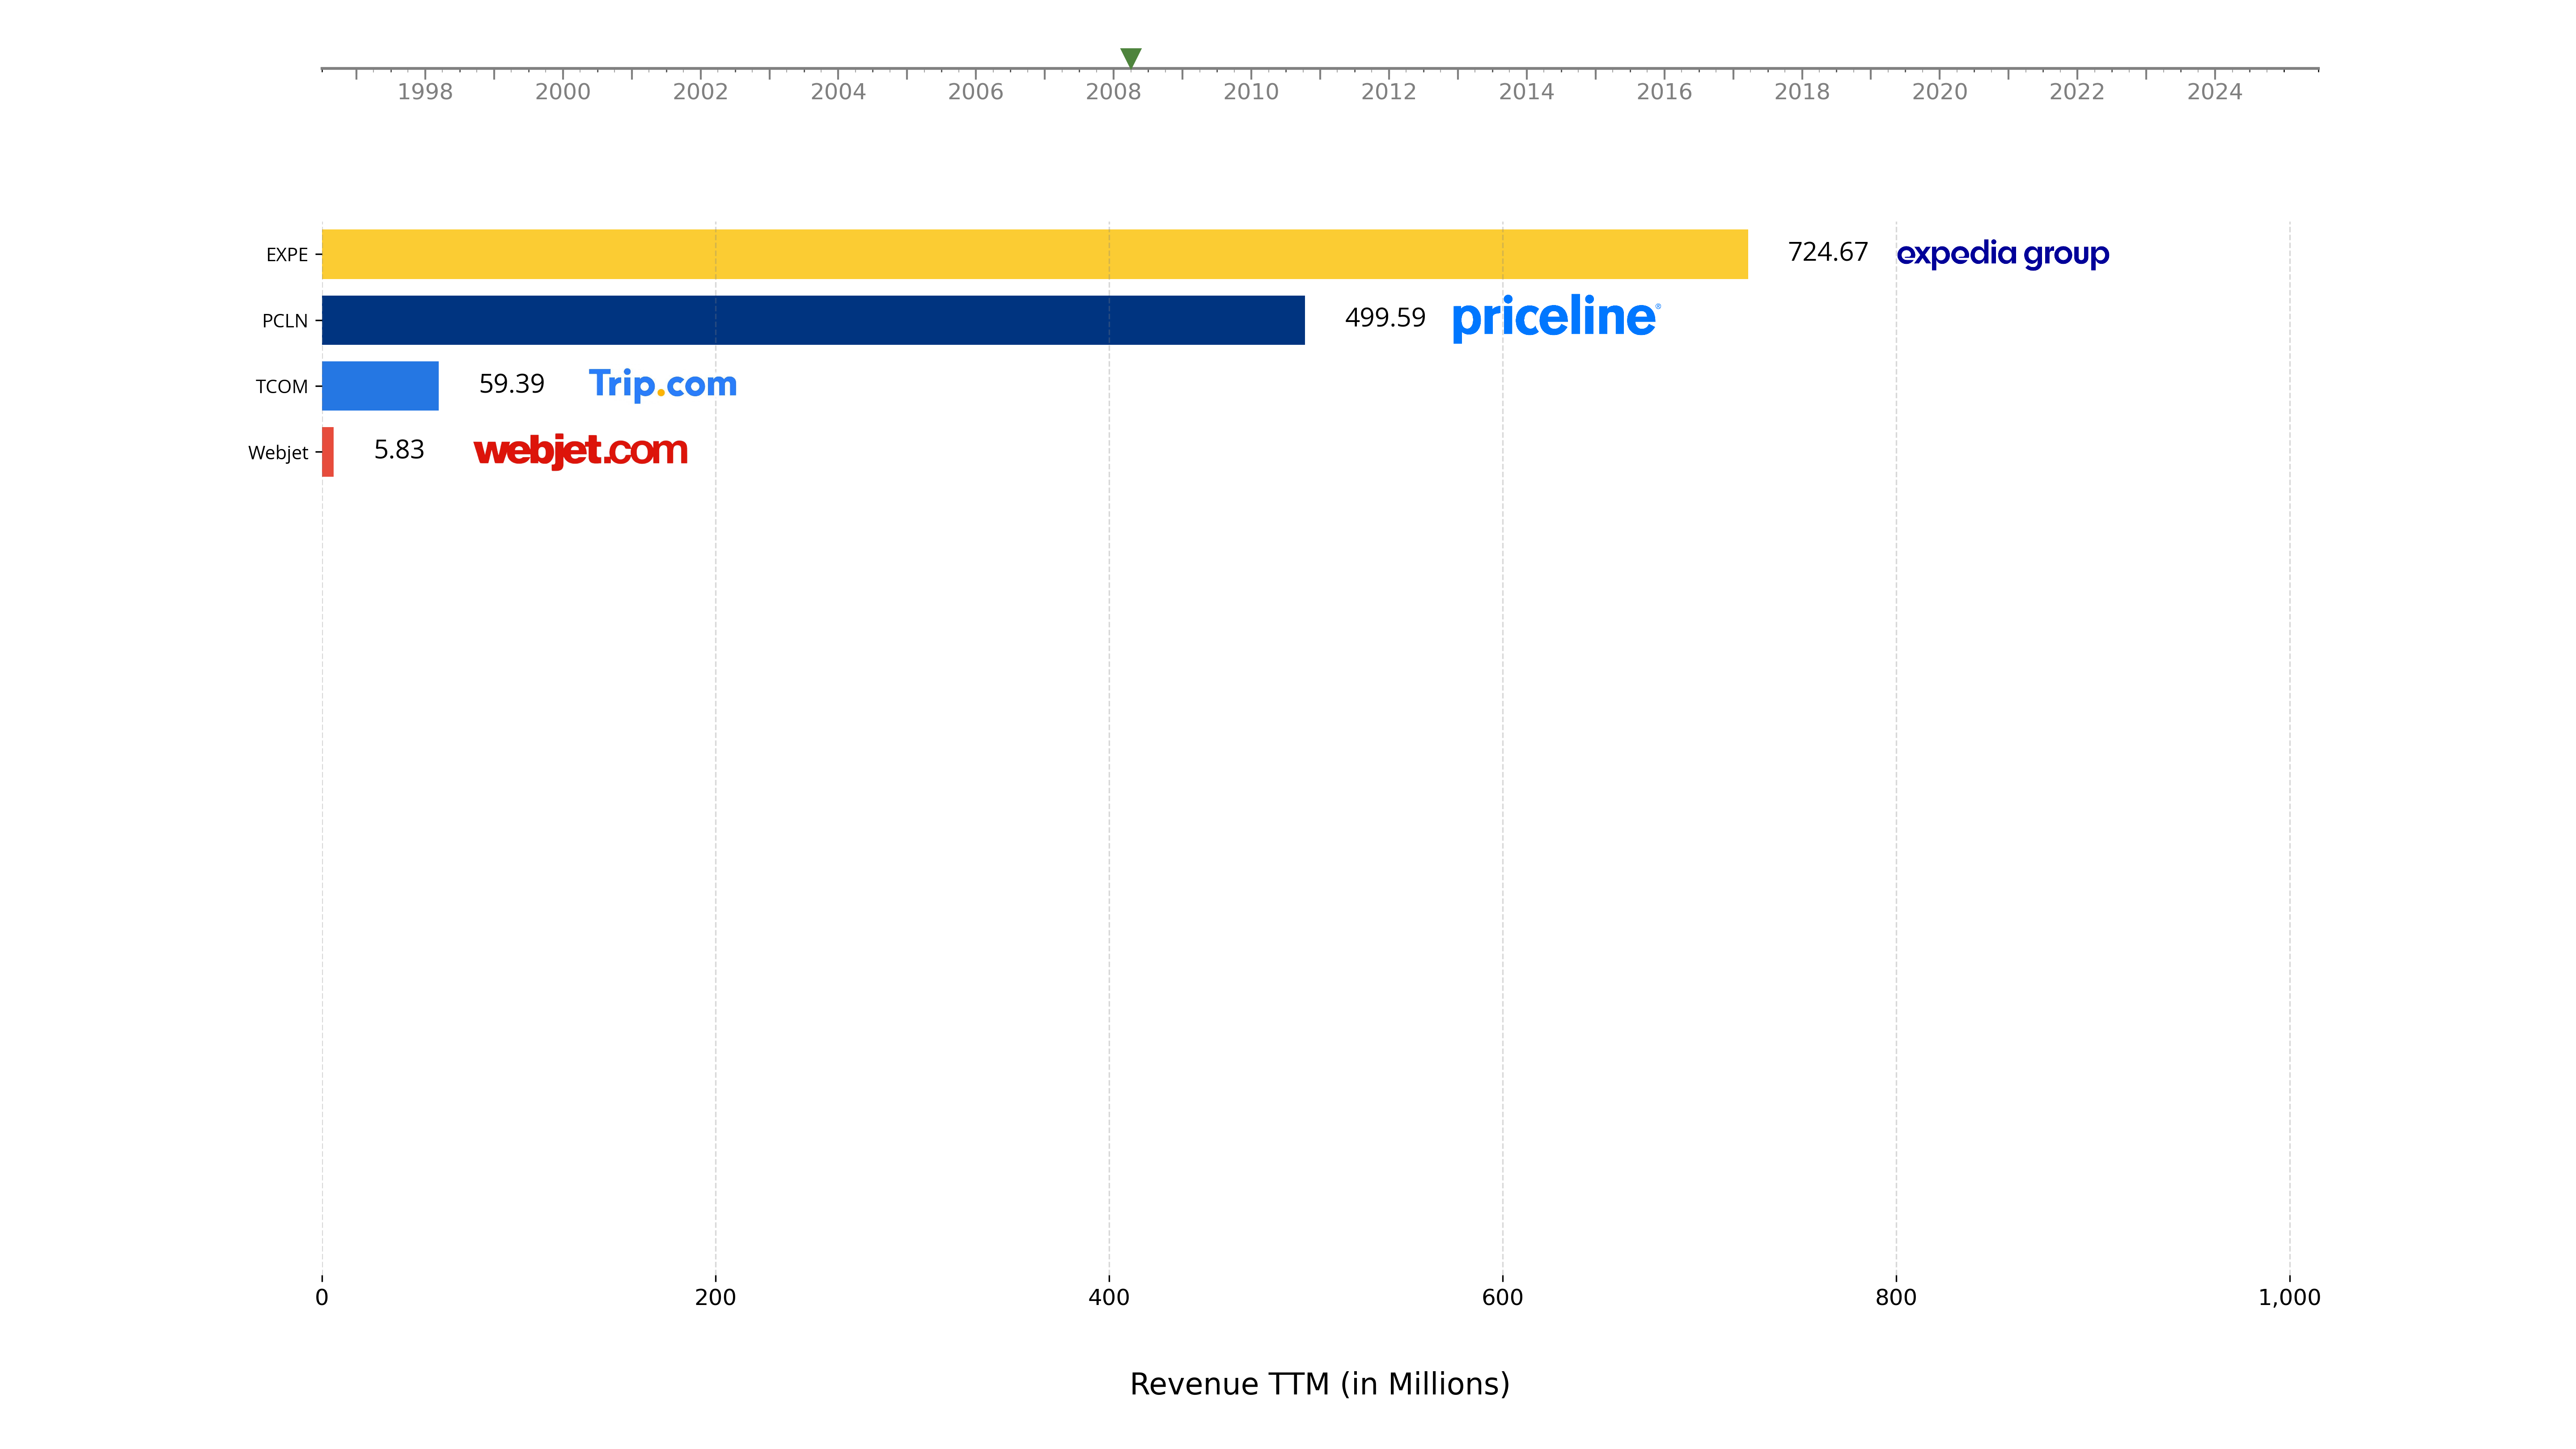 1998 2000 2002 2004 2006 2008 2010 2012 2014 2016 2018 2020 2022 2024
EXPE 724.67 expedia group
PCLN 499.59 priceline®
TCOM 59.39 Trip.com
Webjet 5.83 webjet.com
0 200 400 600 800 1,000
Revenue TTM (in Millions)